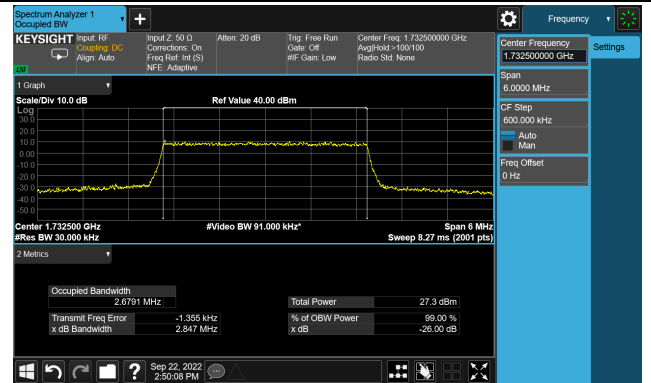 Spectrum Analyzer 1
Occupied BW
+
Frequency
KEYSIGHT
Input: RF
Coupling: DC
Align: Auto
Input Z: 50 Ω
Corrections: On
Freq Ref: Int (S)
NFE: Adaptive
Atten: 20 dB
Trig: Free Run
Gate: Off
#IF Gain: Low
Center Freq: 1.732500000 GHz
Avg|Hold:>100/100
Radio Std: None
LXI
Center Frequency
1.732500000 GHz
Settings
Span
6.0000 MHz
CF Step
600.000 kHz
Auto
Man
Freq Offset
0 Hz
1 Graph
Scale/Div 10.0 dB
Ref Value 40.00 dBm
Log
30.0
20.0
10.0
0.00
-10.0
-20.0
-30.0
-40.0
-50.0
Center 1.732500 GHz
#Video BW 91.000 kHz*
Span 6 MHz
#Res BW 30.000 kHz
Sweep 8.27 ms (2001 pts)
2 Metrics
Occupied Bandwidth
2.6791 MHz
Total Power 27.3 dBm
Transmit Freq Error -1.355 kHz
% of OBW Power 99.00 %
x dB Bandwidth 2.847 MHz
x dB -26.00 dB
?
Sep 22, 2022
2:50:08 PM